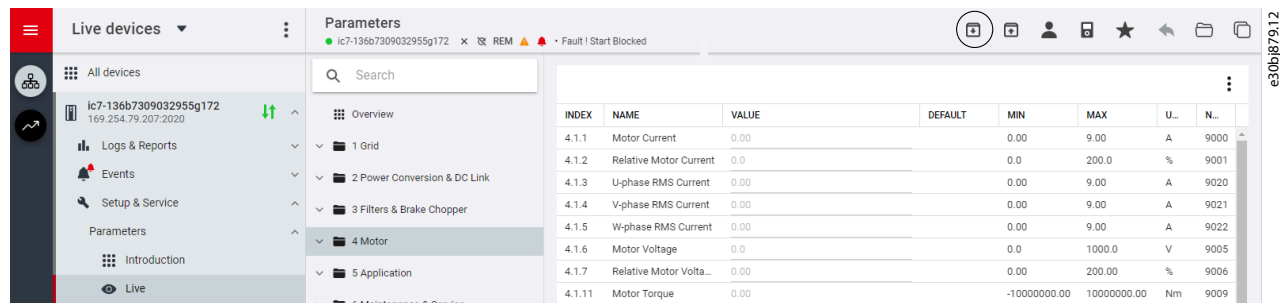 Live devices
Parameters
ic7-136b7309032955g172 REM • Fault ! Start Blocked
e30bj879.12
All devices
ic7-136b7309032955g172
169.254.79.207:2020
Logs & Reports
Events
Setup & Service
Parameters
Introduction
Live
Search
Overview
1 Grid
2 Power Conversion & DC Link
3 Filters & Brake Chopper
4 Motor
5 Application
INDEX NAME VALUE DEFAULT MIN MAX U... N...
4.1.1 Motor Current 0.00 0.00 9.00 A 9000
4.1.2 Relative Motor Current 0.0 0.0 200.0 % 9001
4.1.3 U-phase RMS Current 0.00 0.00 9.00 A 9020
4.1.4 V-phase RMS Current 0.00 0.00 9.00 A 9021
4.1.5 W-phase RMS Current 0.00 0.00 9.00 A 9022
4.1.6 Motor Voltage 0.0 0.0 1000.0 V 9005
4.1.7 Relative Motor Volta... 0.00 0.00 200.00 % 9006
4.1.11 Motor Torque 0.00 -10000000.00 10000000.00 Nm 9009